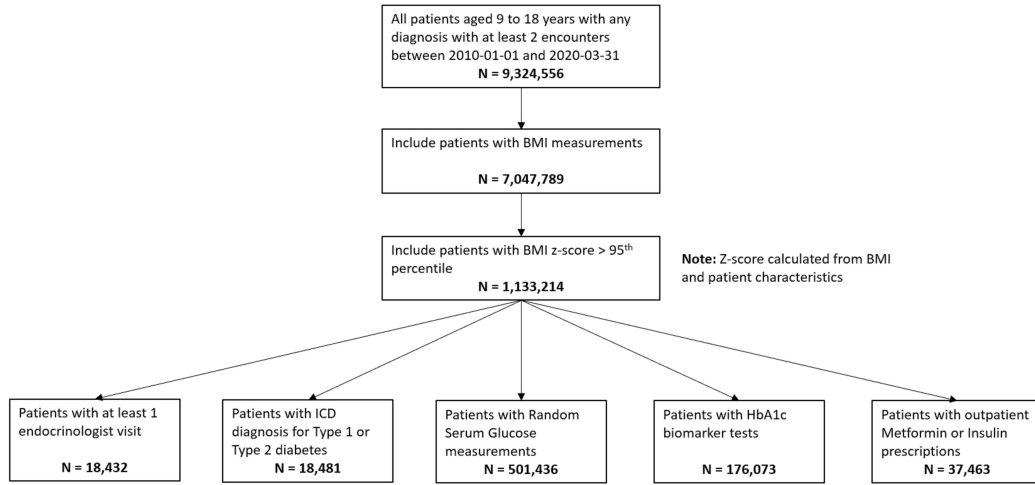 All patients aged 9 to 18 years with any
diagnosis with at least 2 encounters
between 2010-01-01 and 2020-03-31
N = 9,324,556
Include patients with BMI measurements
N = 7,047,789
Include patients with BMI z-score > 95th
percentile
N = 1,133,214
Note: Z-score calculated from BMI
and patient characteristics
Patients with at least 1
endocrinologist visit
N = 18,432
Patients with ICD
diagnosis for Type 1 or
Type 2 diabetes
N = 18,481
Patients with Random
Serum Glucose
measurements
N = 501,436
Patients with HbA1c
biomarker tests
N = 176,073
Patients with outpatient
Metformin or Insulin
prescriptions
N = 37,463